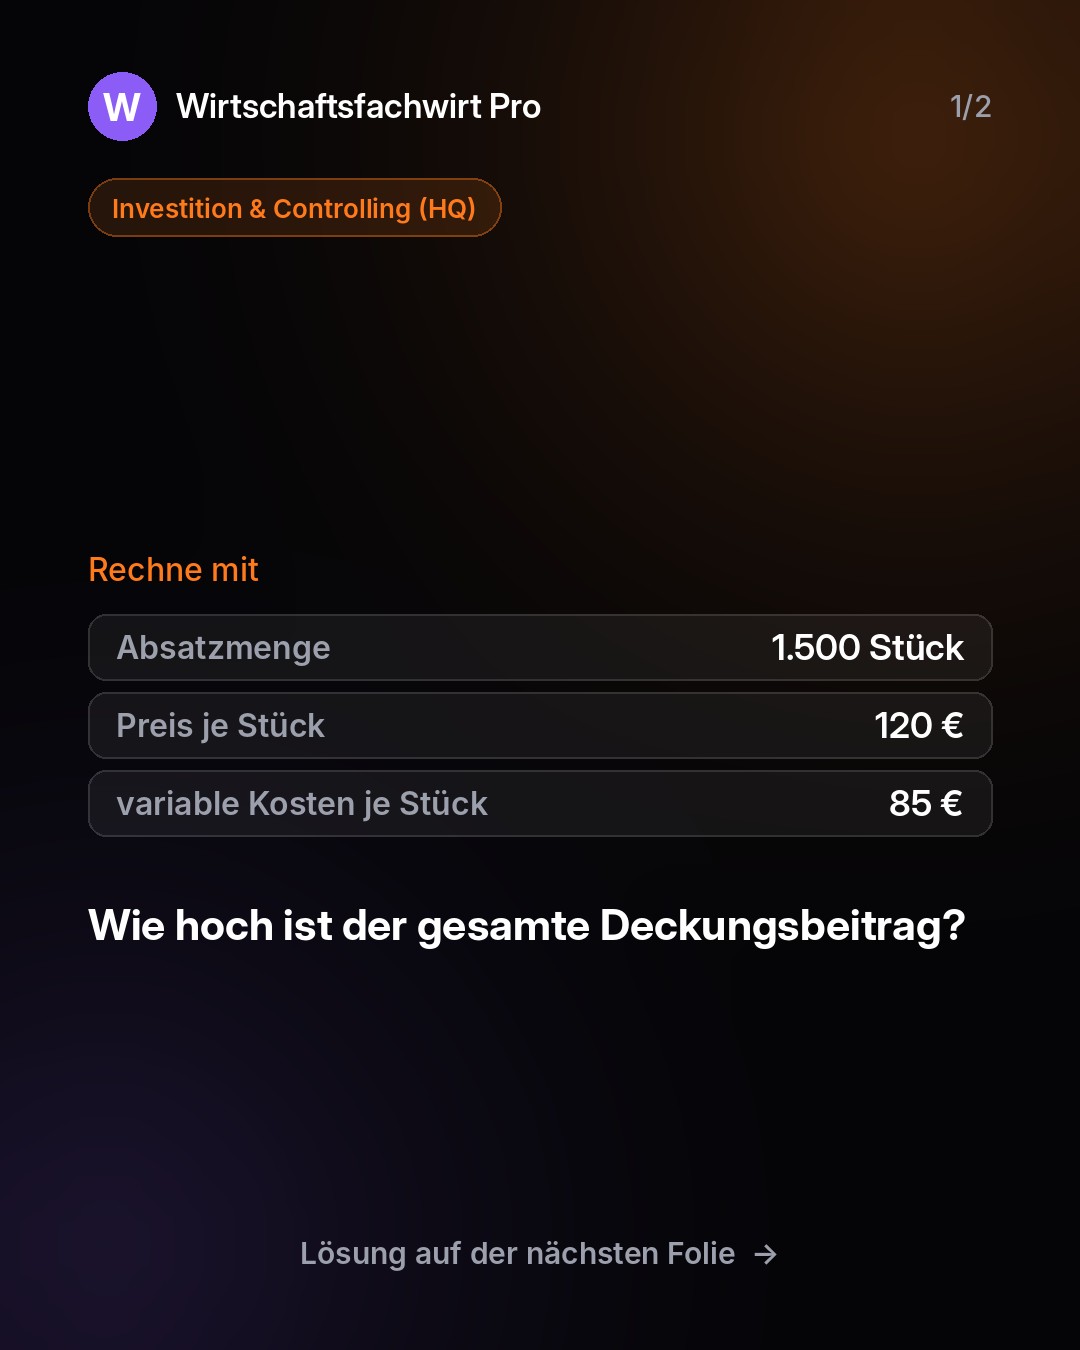 W Wirtschaftsfachwirt Pro 1/2
Investition & Controlling (HQ)
Rechne mit
Absatzmenge 1.500 Stück
Preis je Stück 120 €
variable Kosten je Stück 85 €
Wie hoch ist der gesamte Deckungsbeitrag?
Lösung auf der nächsten Folie →